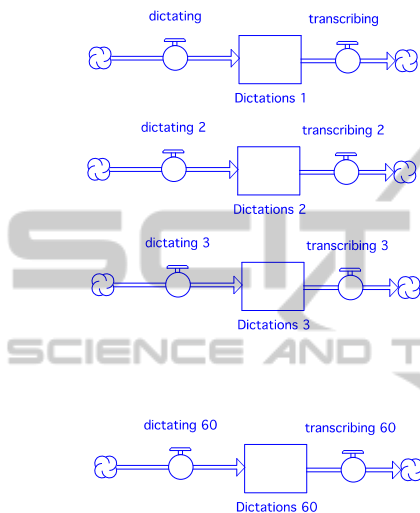 dictating
transcribing
Dictations 1
dictating 2
transcribing 2
Dictations 2
SCIT
dictating 3
transcribing 3
Dictations 3
SCIENCE AND T
dictating 60
transcribing 60
Dictations 60